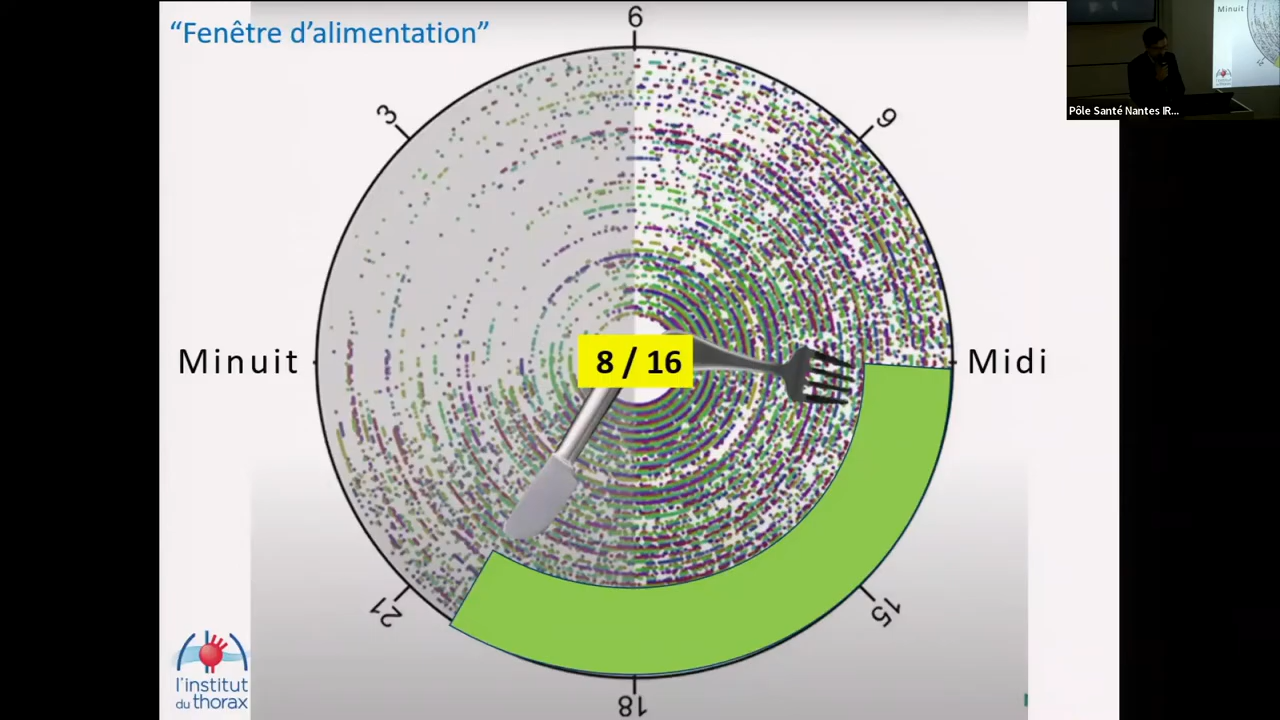 “Fenêtre d’alimentation”
6
3
9
Minuit
8 / 16
Midi
21
15
18
l'institut
du thorax
Pôle Santé Nantes IR...
Minuit